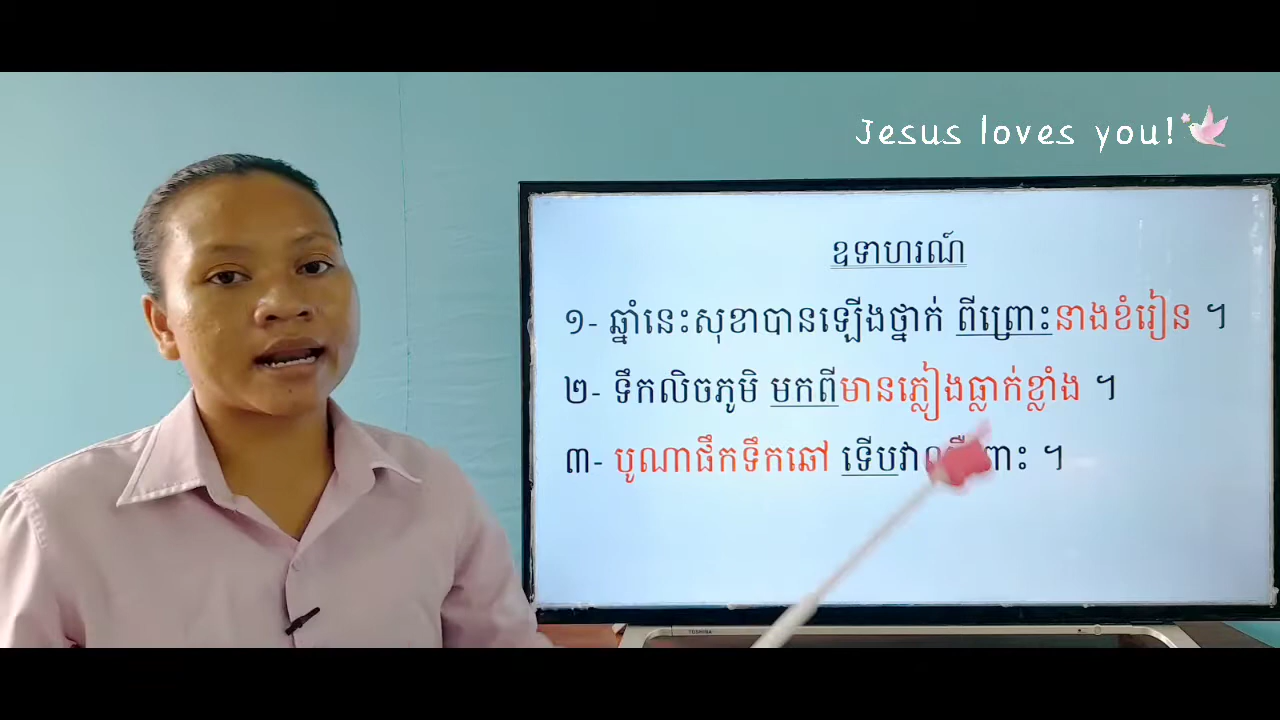 Jesus loves you!
ឧទាហរណ៍
១- ឆ្នាំនេះសុខាបានឡើងថ្នាក់ ពីព្រោះនាងខំរៀន ។
២- ទឹកលិចភូមិ មកពីមានភ្លៀងធ្លាក់ខ្លាំង ។
៣- បូណាផឹកទឹកឆៅ ទើបវា ។
TOSHIBA